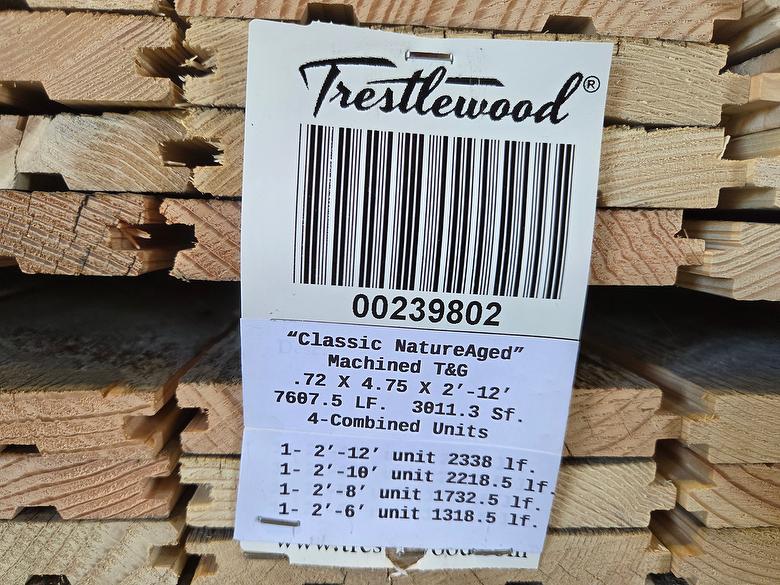 Trestlewood®
00239802
“Classic NatureAged”
Machined T&G
.72 X 4.75 X 2’-12’
7607.5 LF. 3011.3 Sf.
4-Combined Units
1- 2’-12’ unit 2338 lf.
1- 2’-10’ unit 2218.5 lf.
1- 2’-8’ unit 1732.5 lf.
1- 2’-6’ unit 1318.5 lf.